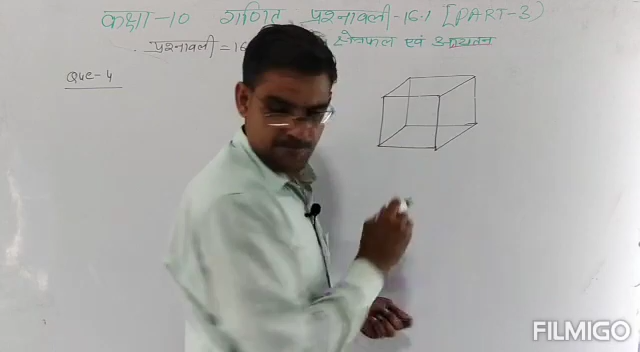 कक्षा-10 गणित प्रश्नावली-16.1 [PART-3)
प्रश्नावली=16 क्षेत्रफल एवं आयतन
Que-4
FILMIGO